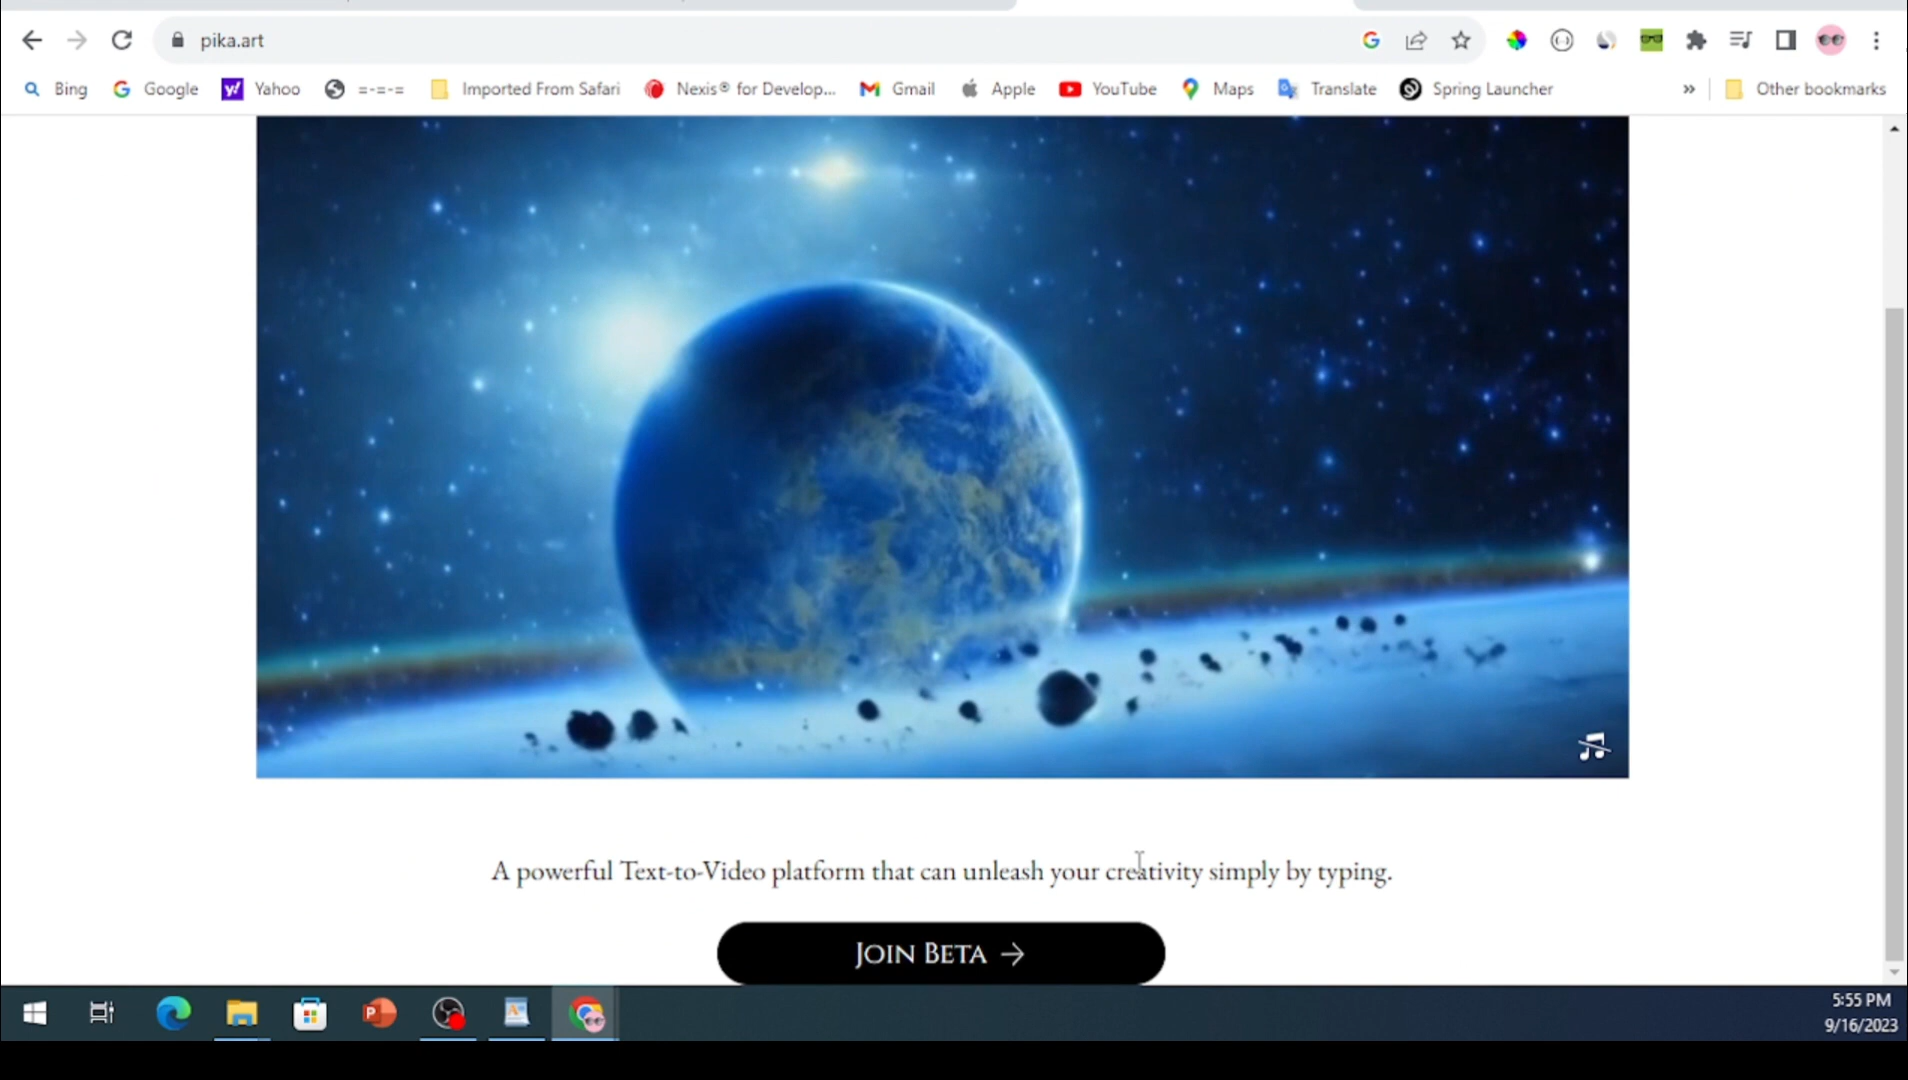 pika.art
Bing Google Yahoo =-=-= Imported From Safari Nexis® for Develop... Gmail Apple YouTube Maps Translate Spring Launcher » Other bookmarks
A powerful Text-to-Video platform that can unleash your creativity simply by typing.
JOIN BETA →
5:55 PM
9/16/2023